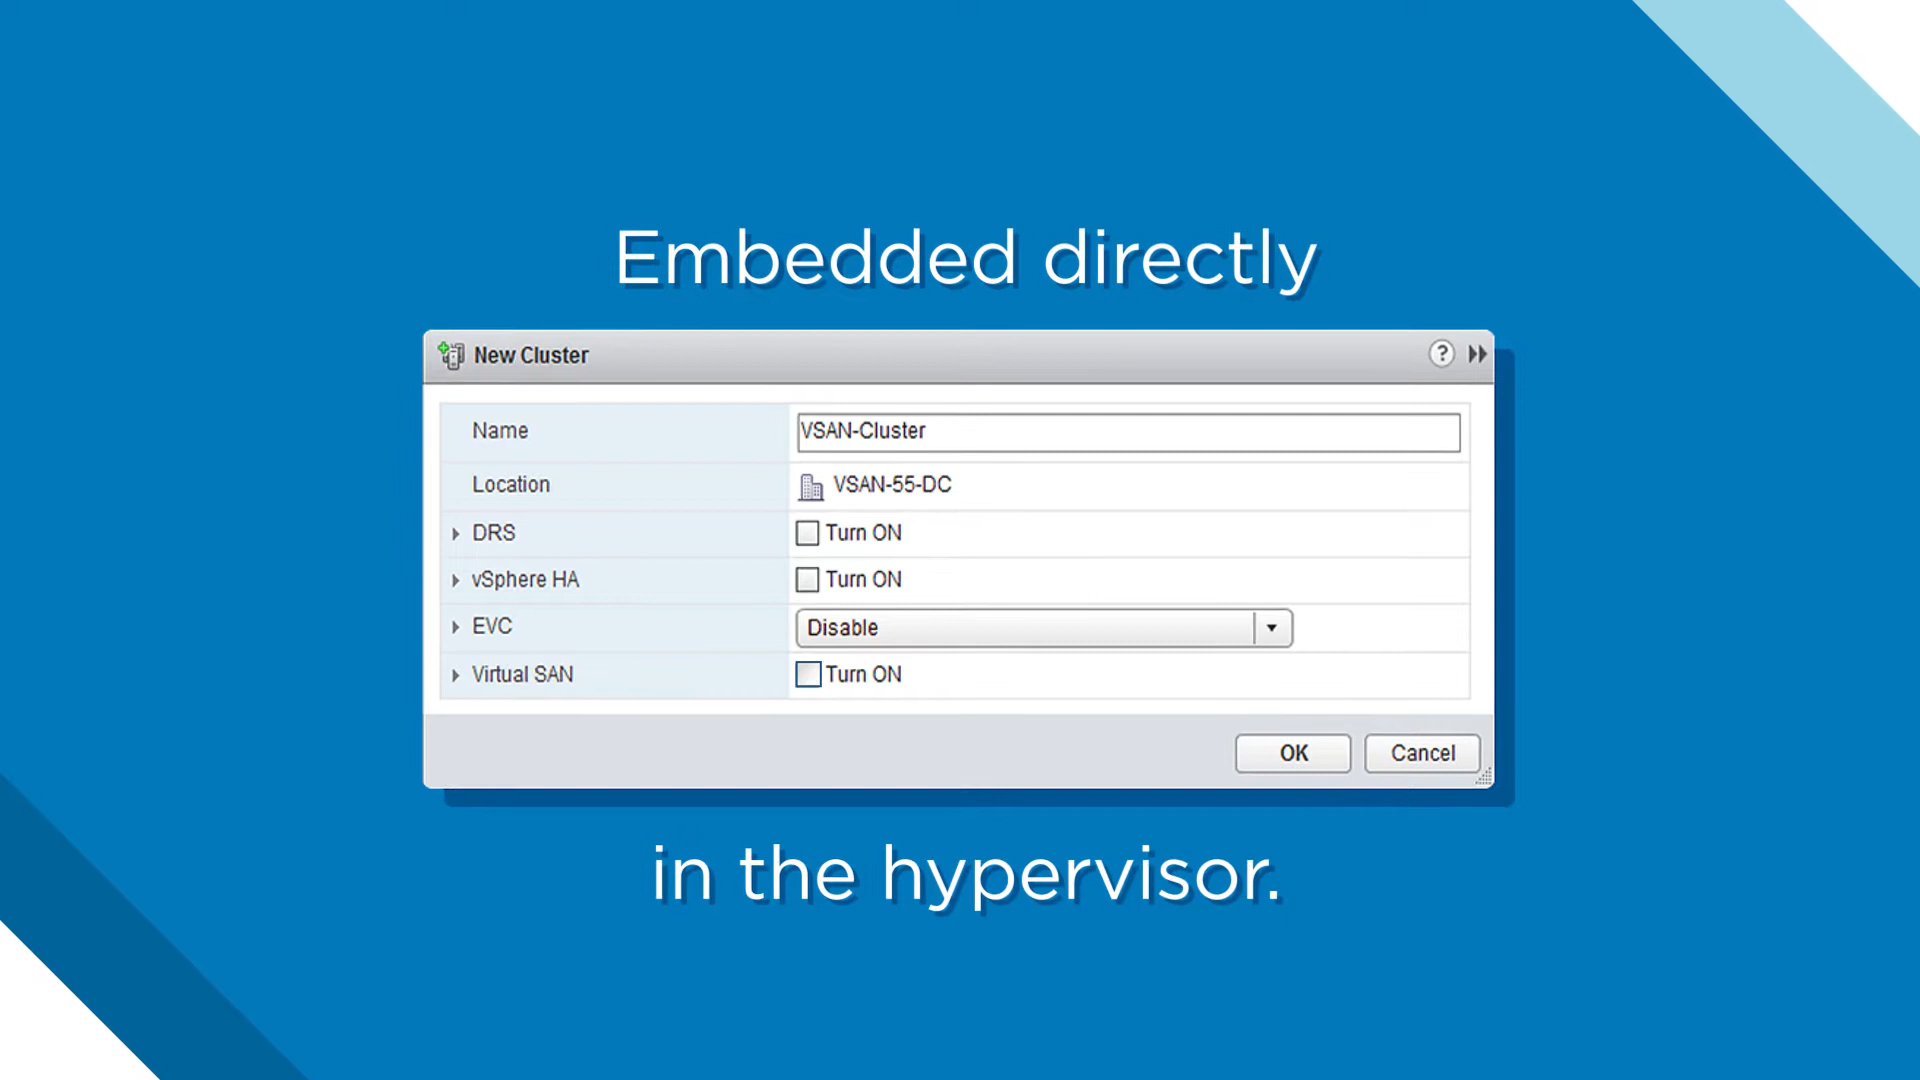 Embedded directly
New Cluster ?
Name VSAN-Cluster
Location VSAN-55-DC
DRS Turn ON
vSphere HA Turn ON
EVC Disable
Virtual SAN Turn ON
OK Cancel
in the hypervisor.